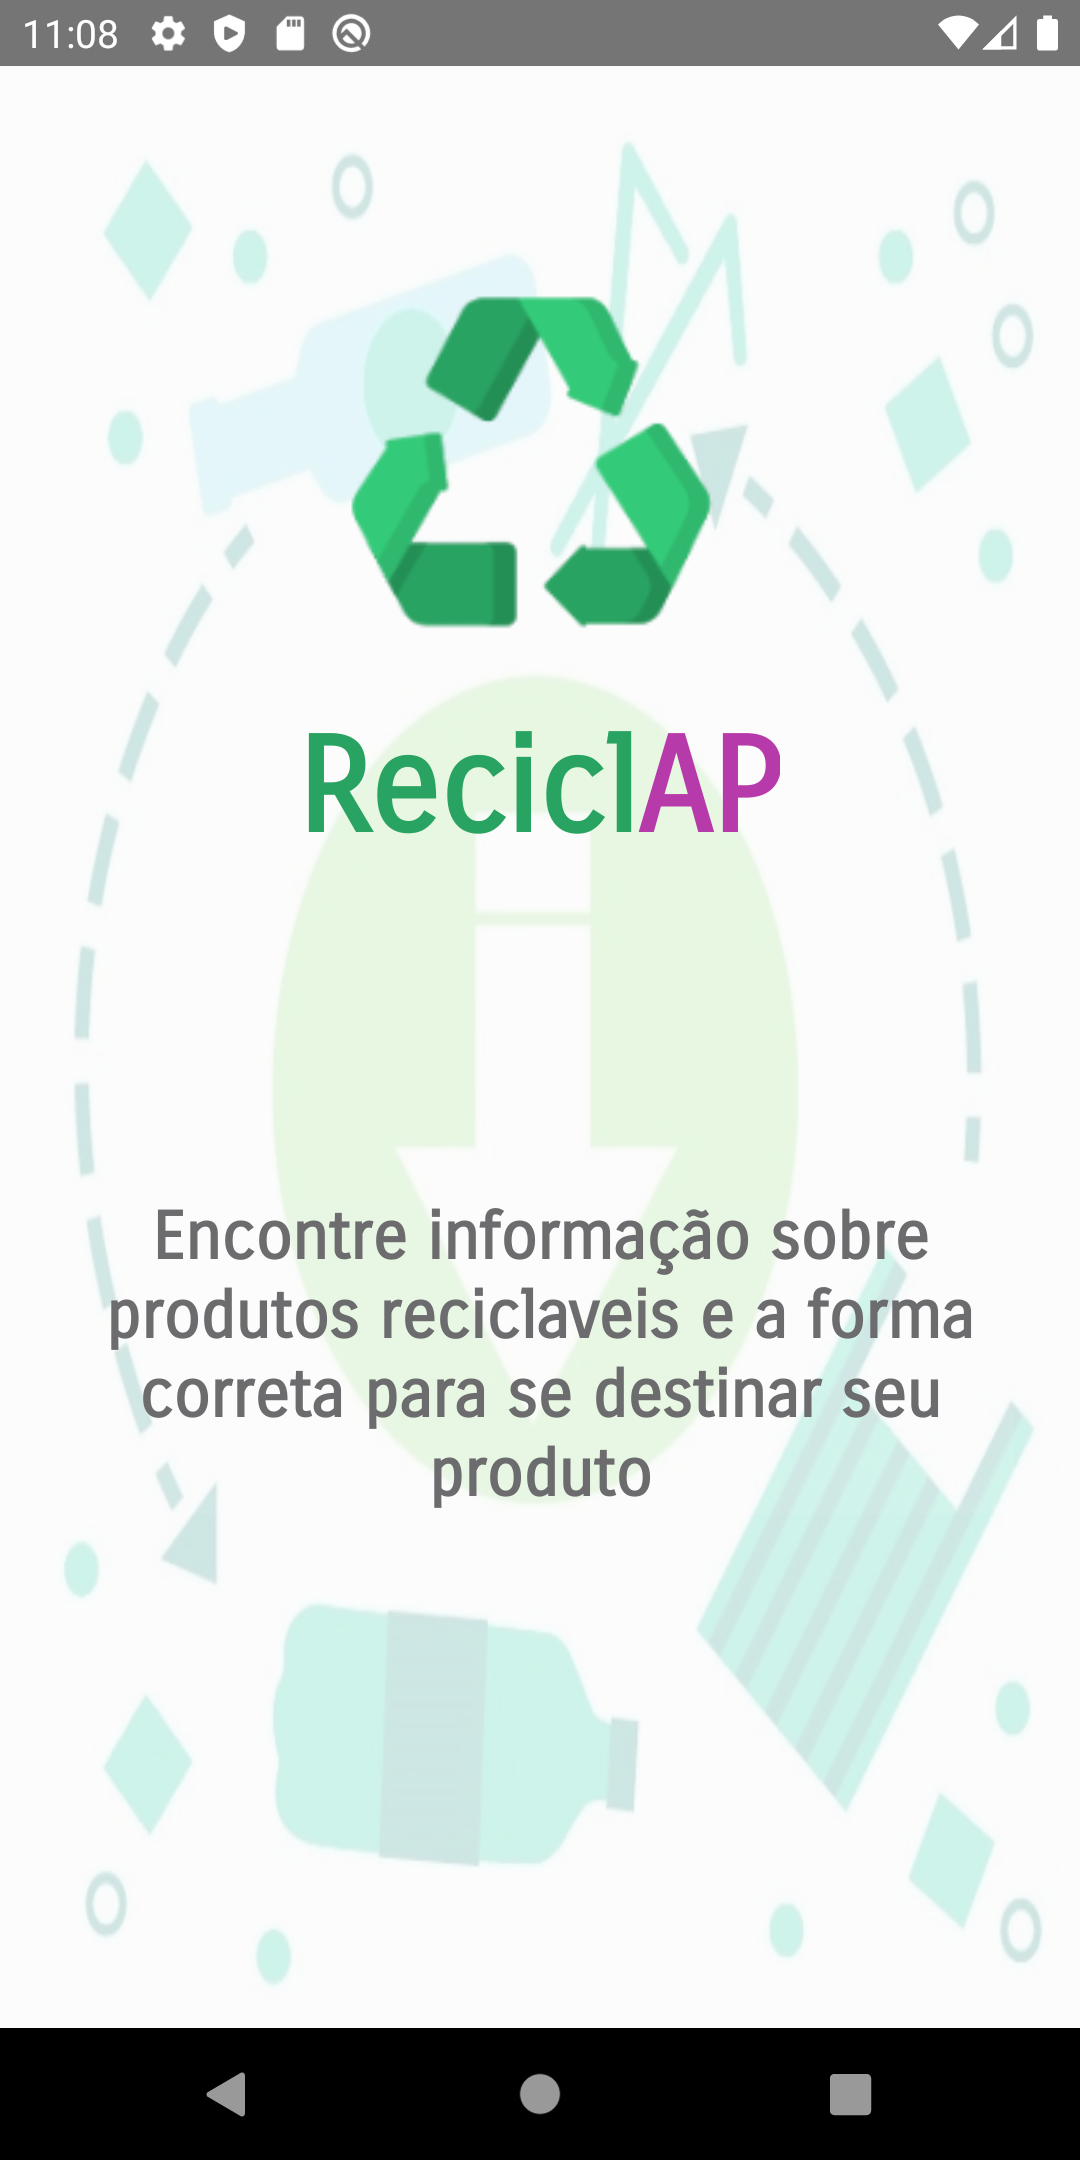 11:08
ReciclAP
Encontre informação sobre
produtos reciclaveis e a forma
correta para se destinar seu
produto